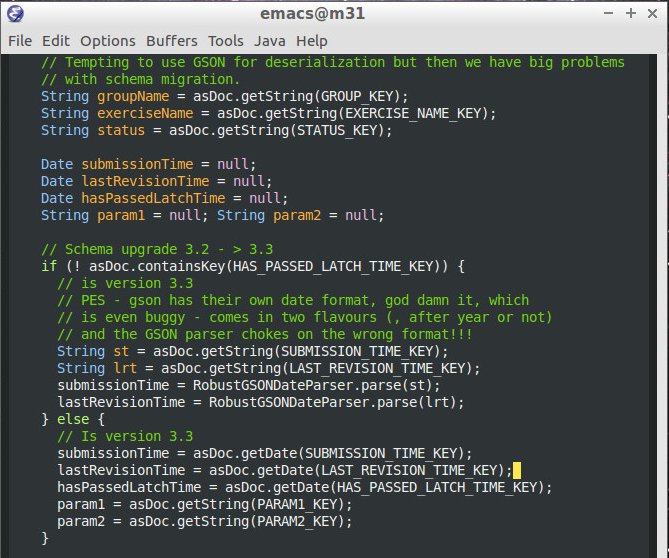 emacs@m31
File Edit Options Buffers Tools Java Help
// Tempting to use GSON for deserialization but then we have big problems
// with schema migration.
String groupName = asDoc.getString(GROUP_KEY);
String exerciseName = asDoc.getString(EXERCISE_NAME_KEY);
String status = asDoc.getString(STATUS_KEY);

Date submissionTime = null;
Date lastRevisionTime = null;
Date hasPassedLatchTime = null;
String param1 = null; String param2 = null;

// Schema upgrade 3.2 - > 3.3
if (! asDoc.containsKey(HAS_PASSED_LATCH_TIME_KEY)) {
  // is version 3.3
  // PES - gson has their own date format, god damn it, which
  // is even buggy - comes in two flavours (, after year or not)
  // and the GSON parser chokes on the wrong format!!!
  String st = asDoc.getString(SUBMISSION_TIME_KEY);
  String lrt = asDoc.getString(LAST_REVISION_TIME_KEY);
  submissionTime = RobustGSONDateParser.parse(st);
  lastRevisionTime = RobustGSONDateParser.parse(lrt);
} else {
  // Is version 3.3
  submissionTime = asDoc.getDate(SUBMISSION_TIME_KEY);
  lastRevisionTime = asDoc.getDate(LAST_REVISION_TIME_KEY);
  hasPassedLatchTime = asDoc.getDate(HAS_PASSED_LATCH_TIME_KEY);
  param1 = asDoc.getString(PARAM1_KEY);
  param2 = asDoc.getString(PARAM2_KEY);
}